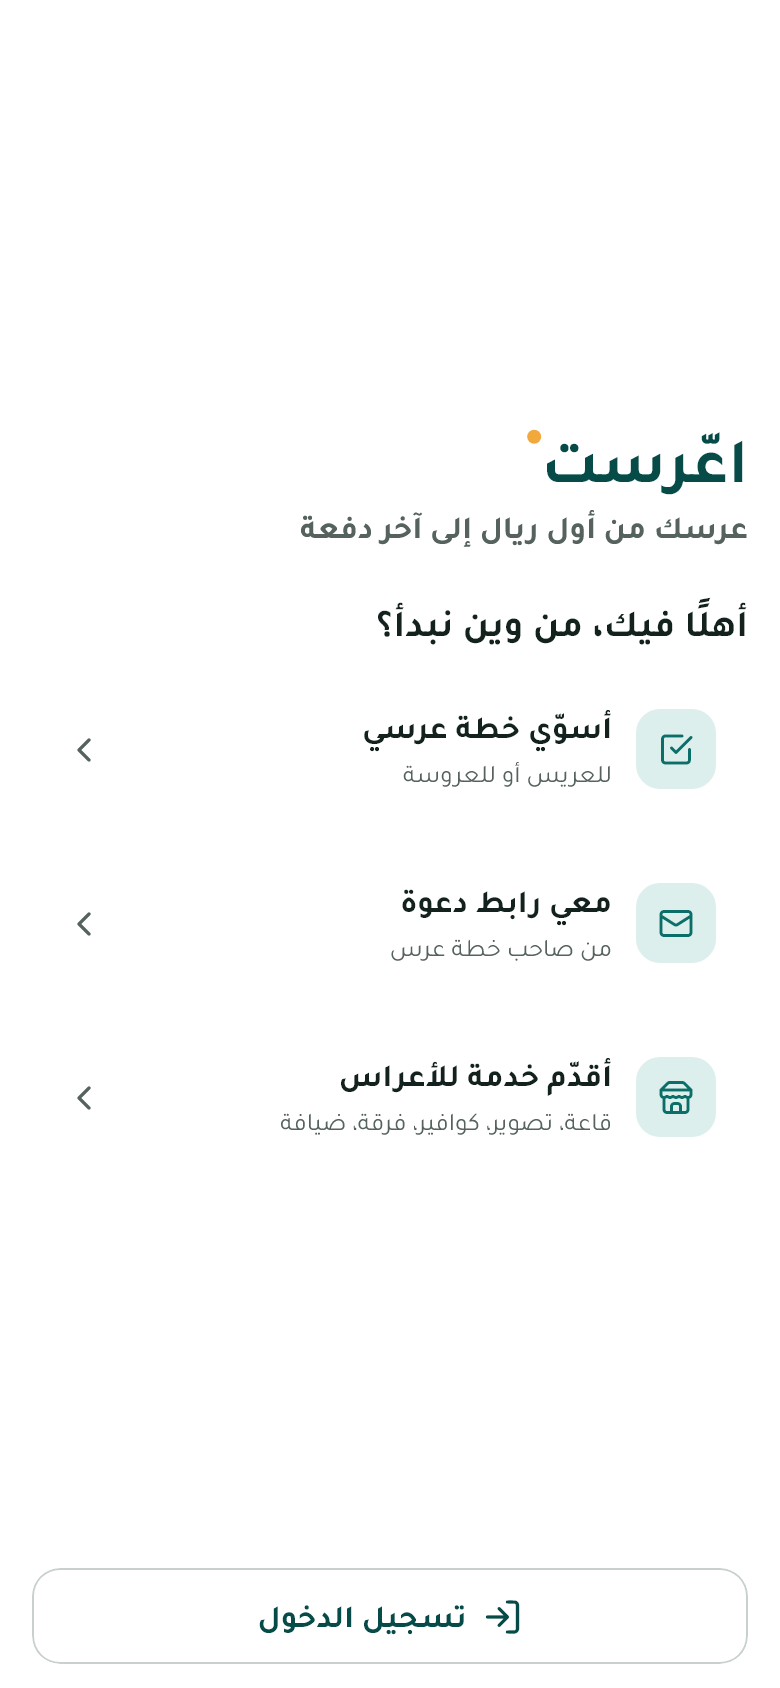 اعّرست
عرسك من أول ريال إلى آخر دفعة
أهلًا فيك، من وين نبدأ؟
أسوّي خطة عرسي
للعريس أو للعروسة
معي رابط دعوة
من صاحب خطة عرس
أقدّم خدمة للأعراس
قاعة، تصوير، كوافير، فرقة، ضيافة
تسجيل الدخول